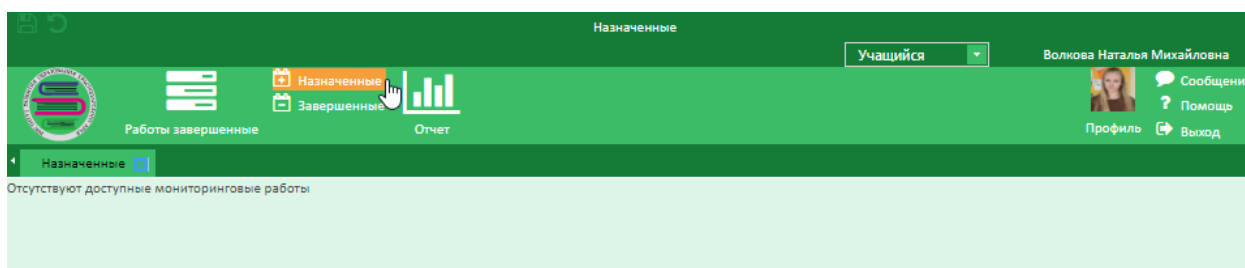 Назначенные
Учащийся
Волкова Наталья Михайловна
Назначенные
Завершенные
Работы завершенные
Отчет
Профиль
Сообщени
? Помощь
Выход
Назначенные
Отсутствуют доступные мониторинговые работы